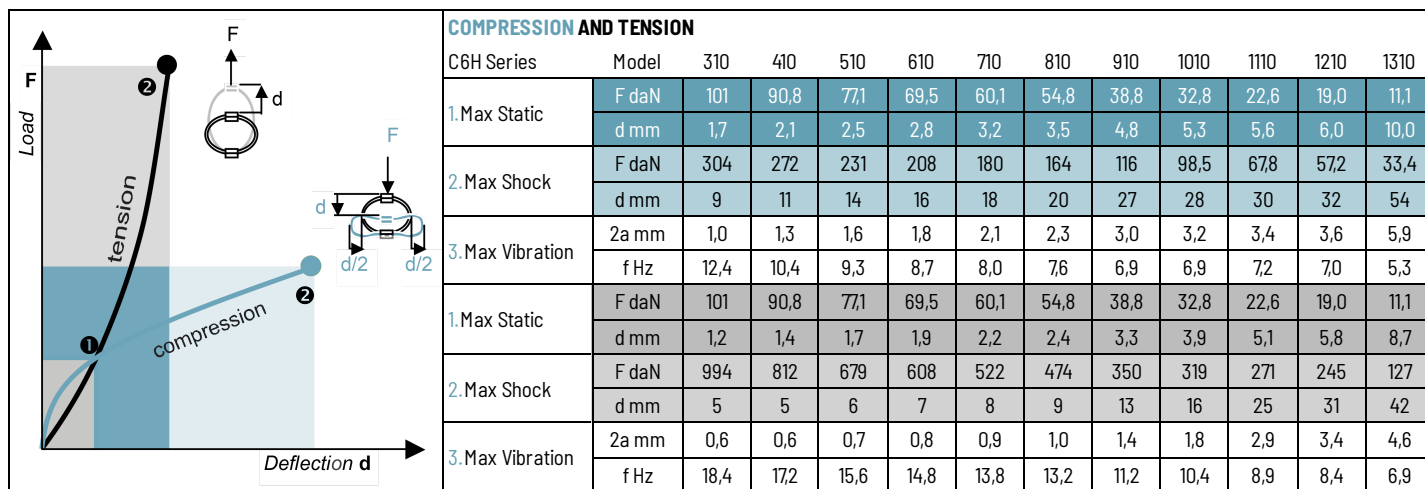 F
Load
❷
F
d
tension
F
d
d/2
d/2
❷
❶
compression
Deflection d
COMPRESSION AND TENSION
C6H Series Model 310 410 510 610 710 810 910 1010 1110 1210 1310
1.Max Static
F daN 101 90,8 77,1 69,5 60,1 54,8 38,8 32,8 22,6 19,0 11,1
d mm 1,7 2,1 2,5 2,8 3,2 3,5 4,8 5,3 5,6 6,0 10,0
2.Max Shock
F daN 304 272 231 208 180 164 116 98,5 67,8 57,2 33,4
d mm 9 11 14 16 18 20 27 28 30 32 54
3.Max Vibration
2a mm 1,0 1,3 1,6 1,8 2,1 2,3 3,0 3,2 3,4 3,6 5,9
f Hz 12,4 10,4 9,3 8,7 8,0 7,6 6,9 6,9 7,2 7,0 5,3
1.Max Static
F daN 101 90,8 77,1 69,5 60,1 54,8 38,8 32,8 22,6 19,0 11,1
d mm 1,2 1,4 1,7 1,9 2,2 2,4 3,3 3,9 5,1 5,8 8,7
2.Max Shock
F daN 994 812 679 608 522 474 350 319 271 245 127
d mm 5 5 6 7 8 9 13 16 25 31 42
3.Max Vibration
2a mm 0,6 0,6 0,7 0,8 0,9 1,0 1,4 1,8 2,9 3,4 4,6
f Hz 18,4 17,2 15,6 14,8 13,8 13,2 11,2 10,4 8,9 8,4 6,9